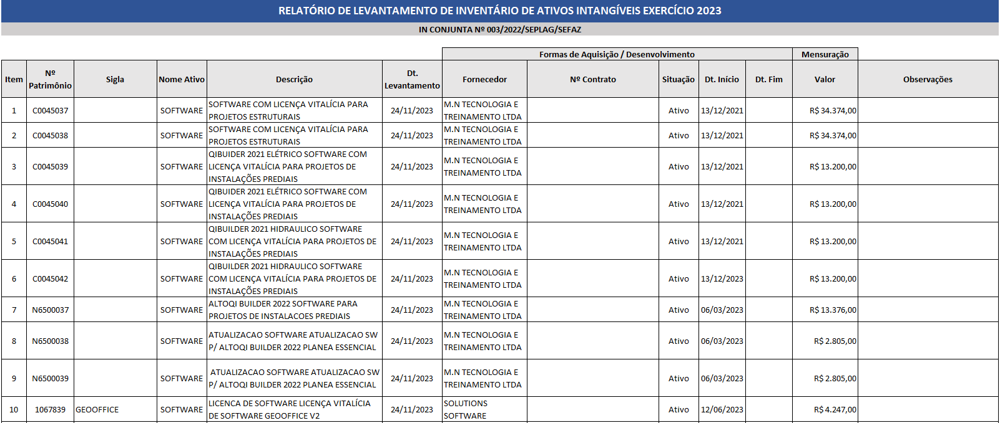 RELATÓRIO DE LEVANTAMENTO DE INVENTÁRIO DE ATIVOS INTANGÍVEIS EXERCÍCIO 2023
IN CONJUNTA Nº 003/2022/SEPLAG/SEFAZ
Formas de Aquisição / Desenvolvimento Mensuração
Item Nº Patrimônio Sigla Nome Ativo Descrição Dt. Levantamento Fornecedor Nº Contrato Situação Dt. Início Dt. Fim Valor Observações
1 C0045037 SOFTWARE SOFTWARE COM LICENÇA VITALÍCIA PARA PROJETOS ESTRUTURAIS 24/11/2023 M.N TECNOLOGIA E TREINAMENTO LTDA Ativo 13/12/2021 R$ 34.374,00
2 C0045038 SOFTWARE SOFTWARE COM LICENÇA VITALÍCIA PARA PROJETOS ESTRUTURAIS 24/11/2023 M.N TECNOLOGIA E TREINAMENTO LTDA Ativo 13/12/2021 R$ 34.374,00
3 C0045039 SOFTWARE QIBUIDER 2021 ELÉTRICO SOFTWARE COM LICENÇA VITALÍCIA PARA PROJETOS DE INSTALAÇÕES PREDIAIS 24/11/2023 M.N TECNOLOGIA E TREINAMENTO LTDA Ativo 13/12/2021 R$ 13.200,00
4 C0045040 SOFTWARE QIBUIDER 2021 ELÉTRICO SOFTWARE COM LICENÇA VITALÍCIA PARA PROJETOS DE INSTALAÇÕES PREDIAIS 24/11/2023 M.N TECNOLOGIA E TREINAMENTO LTDA Ativo 13/12/2021 R$ 13.200,00
5 C0045041 SOFTWARE QIBUILDER 2021 HIDRAULICO SOFTWARE COM LICENÇA VITALÍCIA PARA PROJETOS DE INSTALAÇÕES PREDIAIS 24/11/2023 M.N TECNOLOGIA E TREINAMENTO LTDA Ativo 13/12/2021 R$ 13.200,00
6 C0045042 SOFTWARE QIBUILDER 2021 HIDRAULICO SOFTWARE COM LICENÇA VITALÍCIA PARA PROJETOS DE INSTALAÇÕES PREDIAIS 24/11/2023 M.N TECNOLOGIA E TREINAMENTO LTDA Ativo 13/12/2023 R$ 13.200,00
7 N6500037 SOFTWARE ALTOQI BUILDER 2022 SOFTWARE PARA PROJETOS DE INSTALACOES PREDIAIS 24/11/2023 M.N TECNOLOGIA E TREINAMENTO LTDA Ativo 06/03/2023 R$ 13.376,00
8 N6500038 SOFTWARE ATUALIZACAO SOFTWARE ATUALIZACAO SW P/ ALTOQI BUILDER 2022 PLANEA ESSENCIAL 24/11/2023 M.N TECNOLOGIA E TREINAMENTO LTDA Ativo 06/03/2023 R$ 2.805,00
9 N6500039 SOFTWARE ATUALIZACAO SOFTWARE ATUALIZACAO SW P/ ALTOQI BUILDER 2022 PLANEA ESSENCIAL 24/11/2023 M.N TECNOLOGIA E TREINAMENTO LTDA Ativo 06/03/2023 R$ 2.805,00
10 1067839 GEOOFFICE SOFTWARE LICENCA DE SOFTWARE LICENÇA VITALÍCIA DE SOFTWARE GEOOFFICE V2 24/11/2023 SOLUTIONS SOFTWARE Ativo 12/06/2023 R$ 4.247,00